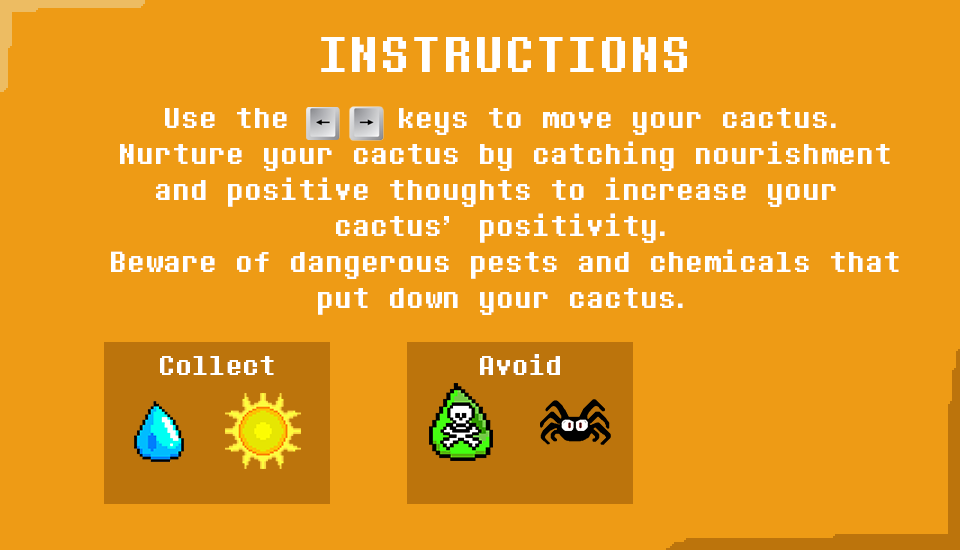 INSTRUCTIONS
Use the ← → keys to move your cactus.
Nurture your cactus by catching nourishment
and positive thoughts to increase your
cactus' positivity.
Beware of dangerous pests and chemicals that
put down your cactus.
Collect
Avoid